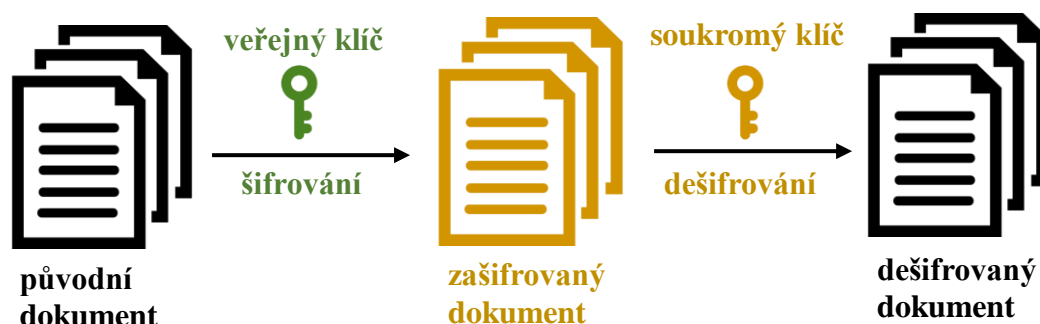 veřejný klíč
soukromý klíč
šifrování
dešifrování
původní
dokument
zašifrovaný
dokument
dešifrovaný
dokument